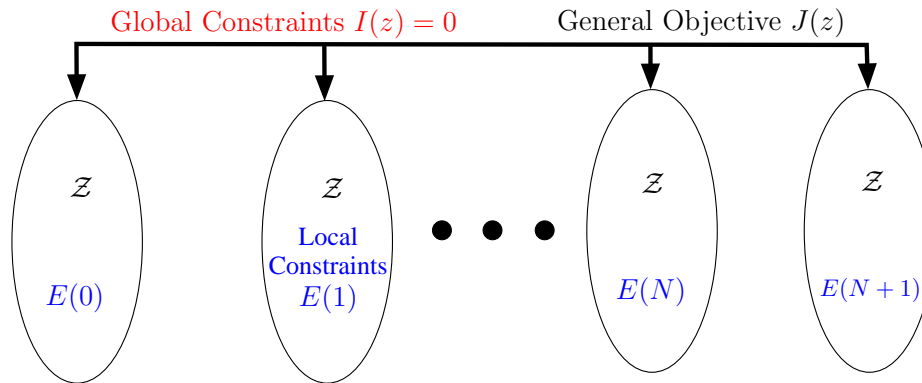 Global Constraints I(z) = 0 General Objective J(z)
𝒵 𝒵 𝒵 𝒵
Local
Constraints
E(0) E(1) E(N) E(N + 1)